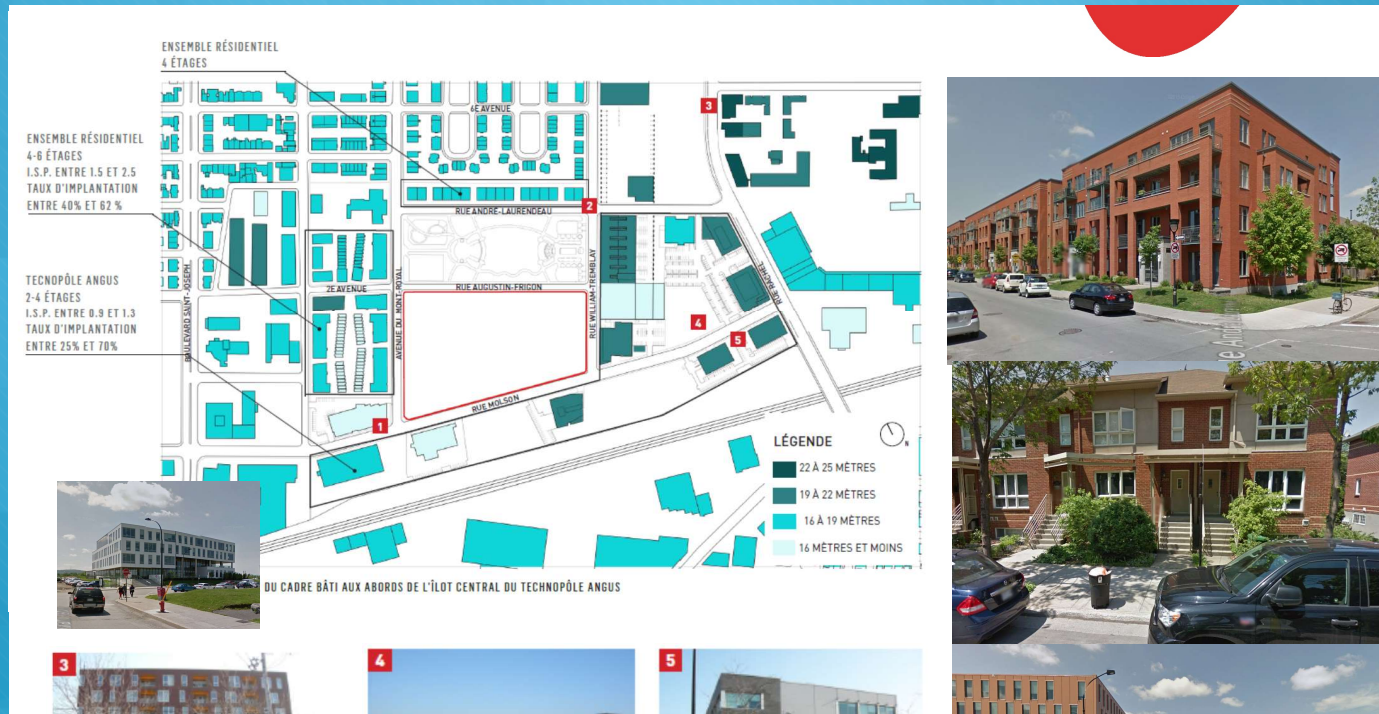 ENSEMBLE RÉSIDENTIEL
4 ÉTAGES
ENSEMBLE RÉSIDENTIEL
4-6 ÉTAGES
I.S.P. ENTRE 1.5 ET 2.5
TAUX D'IMPLANTATION
ENTRE 40% ET 62 %
TECNOPÔLE ANGUS
2-4 ÉTAGES
I.S.P. ENTRE 0.9 ET 1.3
TAUX D'IMPLANTATION
ENTRE 25% ET 70%
6E AVENUE
3
2
RUE ANDRÉ-LAURENDEAU
BOULEVARD SAINT-JOSEPH
2E AVENUE
AVENUE DU MONT-ROYAL
RUE AUGUSTIN-FRIGON
RUE WILLIAM-TREMBLAY
RUE RACHEL
4
5
RUE MOLSON
1
LÉGENDE
N
22 À 25 MÈTRES
19 À 22 MÈTRES
16 À 19 MÈTRES
16 MÈTRES ET MOINS
DU CADRE BÂTI AUX ABORDS DE L'ÎLOT CENTRAL DU TECHNOPÔLE ANGUS
3
4
5